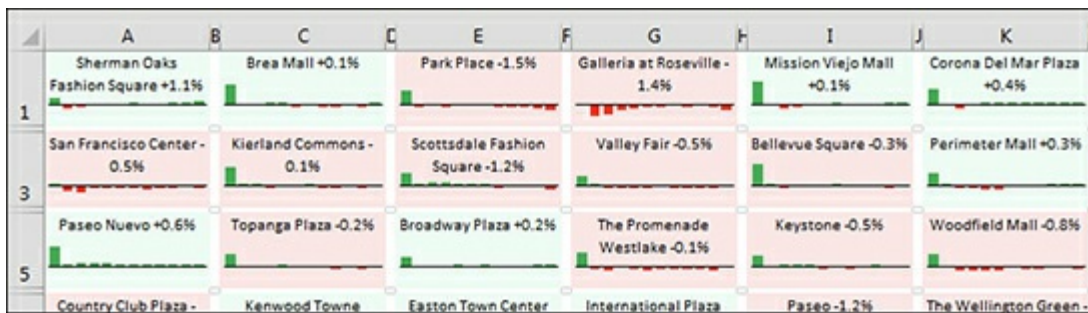 A B C D E F G H I J K
Sherman Oaks Brea Mall +0.1% Park Place -1.5% Galleria at Roseville - Mission Viejo Mall Corona Del Mar Plaza
Fashion Square +1.1% 1.4% +0.1% +0.4%
1
San Francisco Center - Kierland Commons - Scottsdale Fashion Valley Fair -0.5% Bellevue Square -0.3% Perimeter Mall +0.3%
0.5% 0.1% Square -1.2%
3
Paseo Nuevo +0.6% Topanga Plaza -0.2% Broadway Plaza +0.2% The Promenade Keystone -0.5% Woodfield Mall -0.8%
Westlake -0.1%
5
Country Club Plaza - Kenwood Towne Easton Town Center International Plaza Paseo -1.2% The Wellington Green -